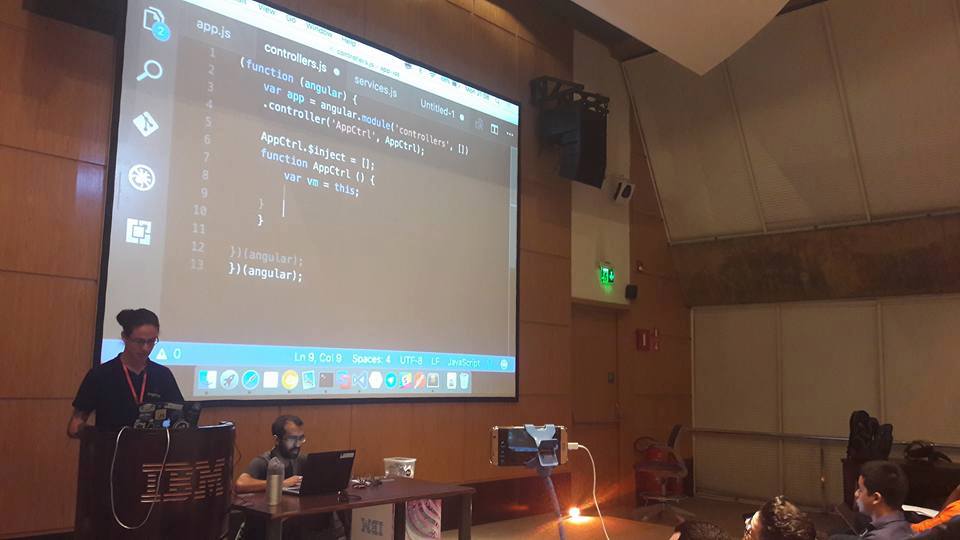 View Go Window Help
controllers.js - app
app.js
controllers.js
services.js
Untitled-1
2
1 (function (angular) {
2 var app = angular.module('controllers', [])
3 .controller('AppCtrl', AppCtrl);
4
5 AppCtrl.$inject = [];
6 function AppCtrl () {
7 var vm = this;
8
9 }
10 }
11
12 })(angular);
13 })(angular);
0
Ln 9, Col 9 Spaces: 4 UTF-8 LF JavaScript
IBM
IBM